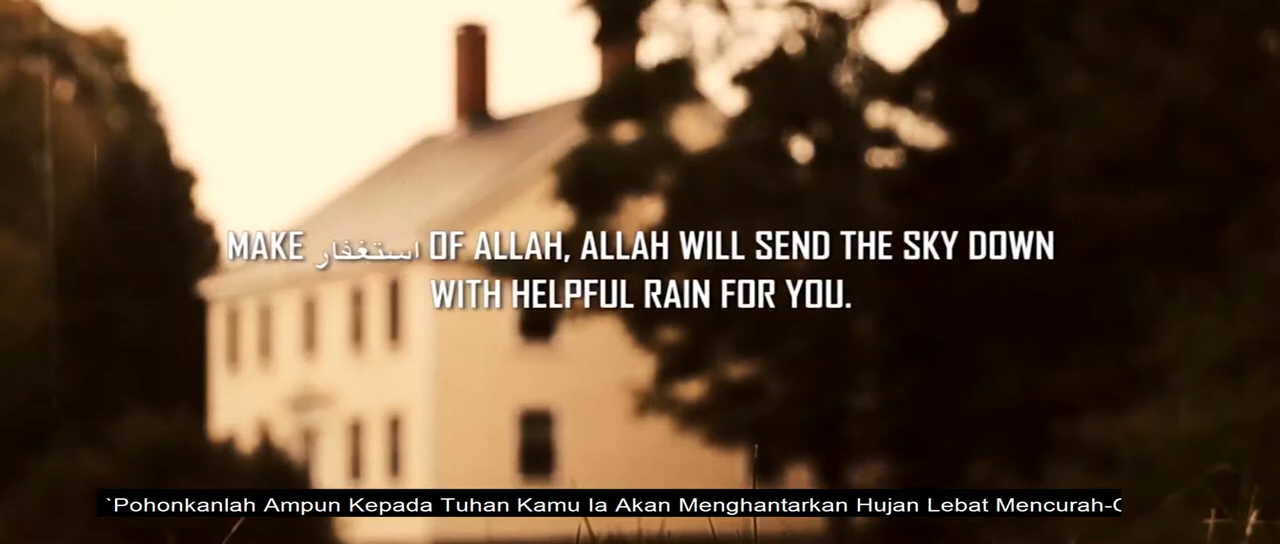 MAKE استغفار OF ALLAH, ALLAH WILL SEND THE SKY DOWN
WITH HELPFUL RAIN FOR YOU.
`Pohonkanlah Ampun Kepada Tuhan Kamu Ia Akan Menghantarkan Hujan Lebat